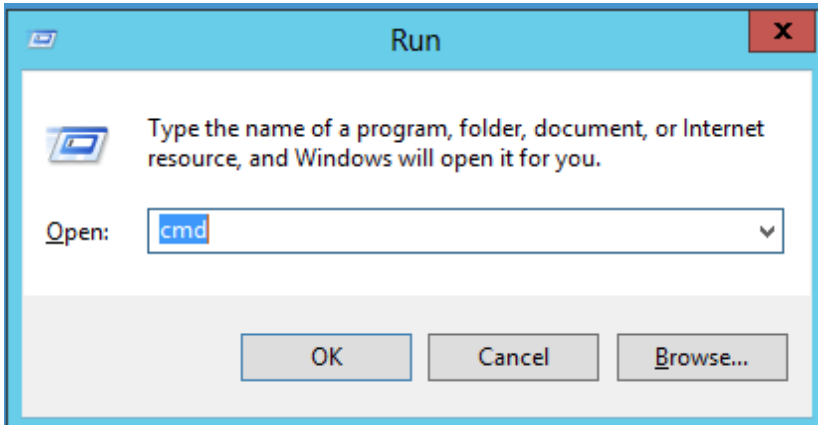 Run
x
Type the name of a program, folder, document, or Internet
resource, and Windows will open it for you.
Open: cmd
OK Cancel Browse...